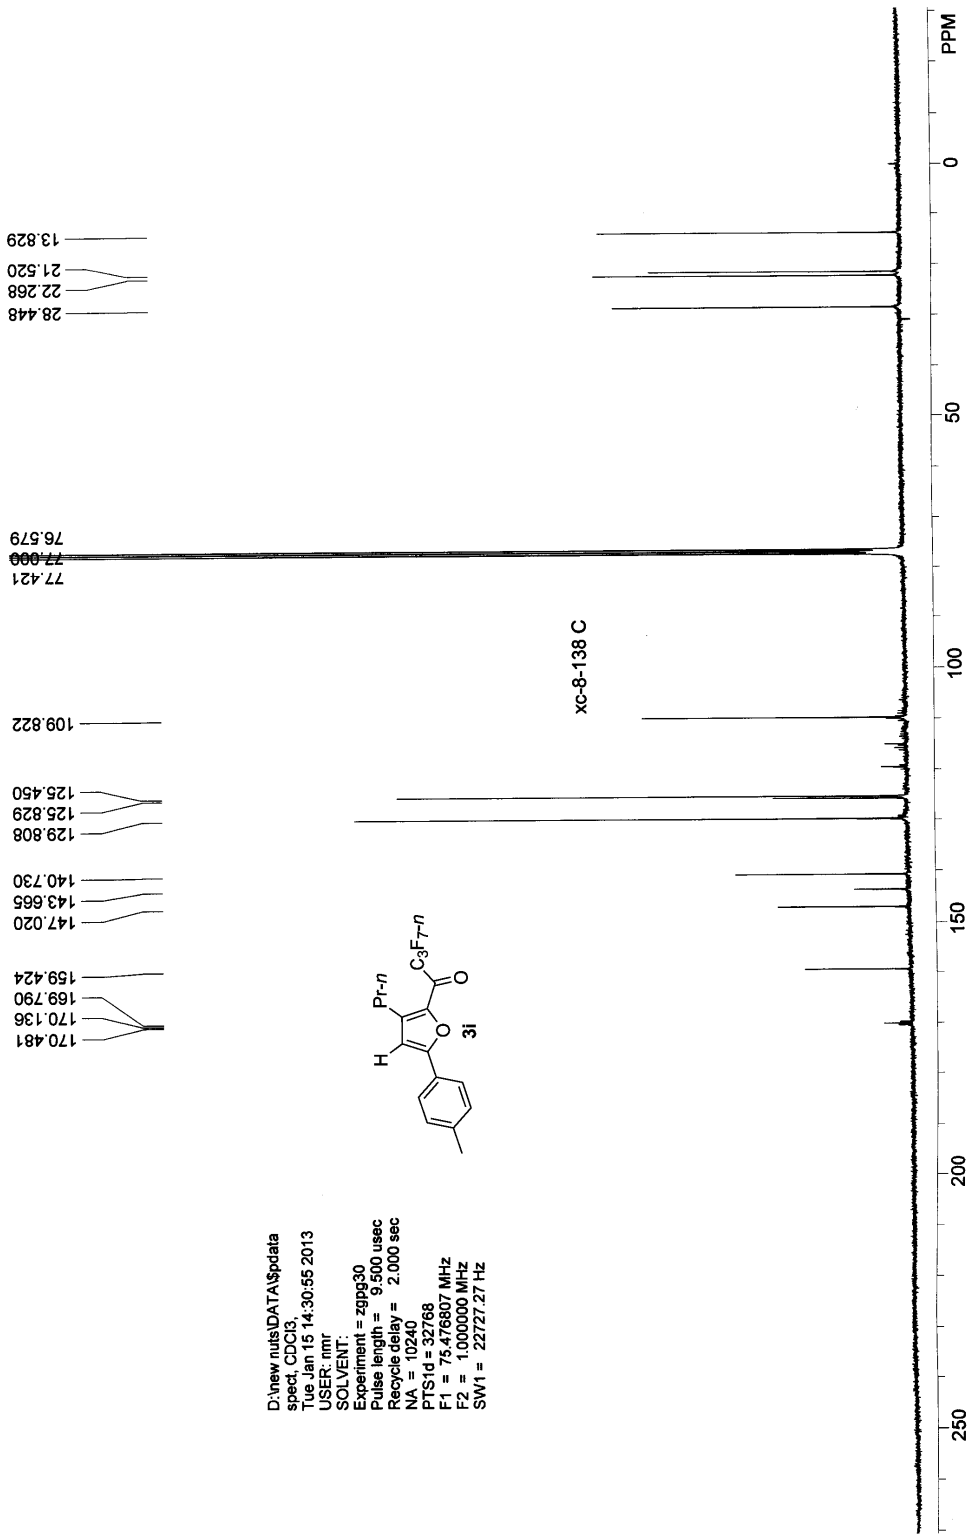 D:\new nuts\DATA\$pdata
spect, CDCl3,
Tue Jan 15 14:30:55 2013
USER: nmr
SOLVENT:
Experiment = zgpg30
Pulse length = 9.500 usec
Recycle delay = 2.000 sec
NA = 10240
PTS1d = 32768
F1 = 75.476807 MHz
F2 = 1.000000 MHz
SW1 = 22727.27 Hz
170.481
170.136
169.790
159.424
147.020
143.665
140.730
129.808
125.829
125.450
109.822
77.421
77.000
76.579
28.448
22.268
21.520
13.829
H
Pr-n
C3F7-n
O
O
3i
xc-8-138 C
250
200
150
100
50
0
PPM